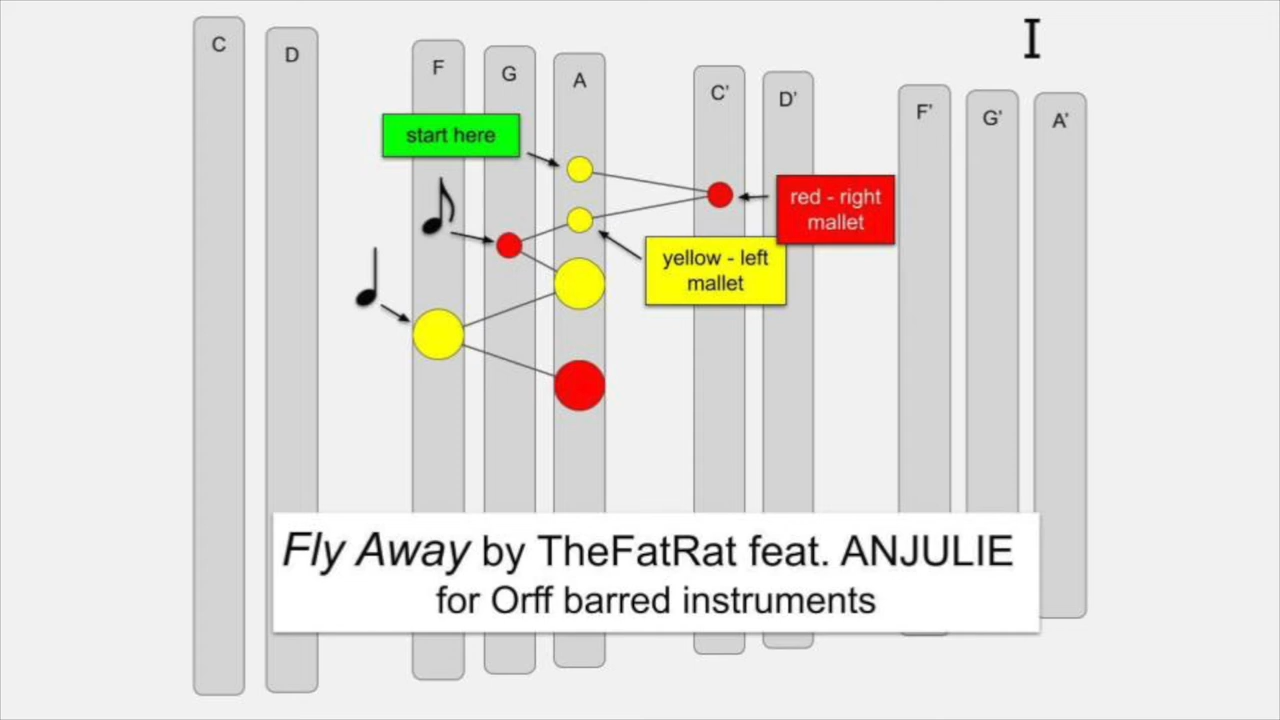 I
C D F G A C' D' F' G' A'
start here
red - right
mallet
yellow - left
mallet
Fly Away by TheFatRat feat. ANJULIE
for Orff barred instruments